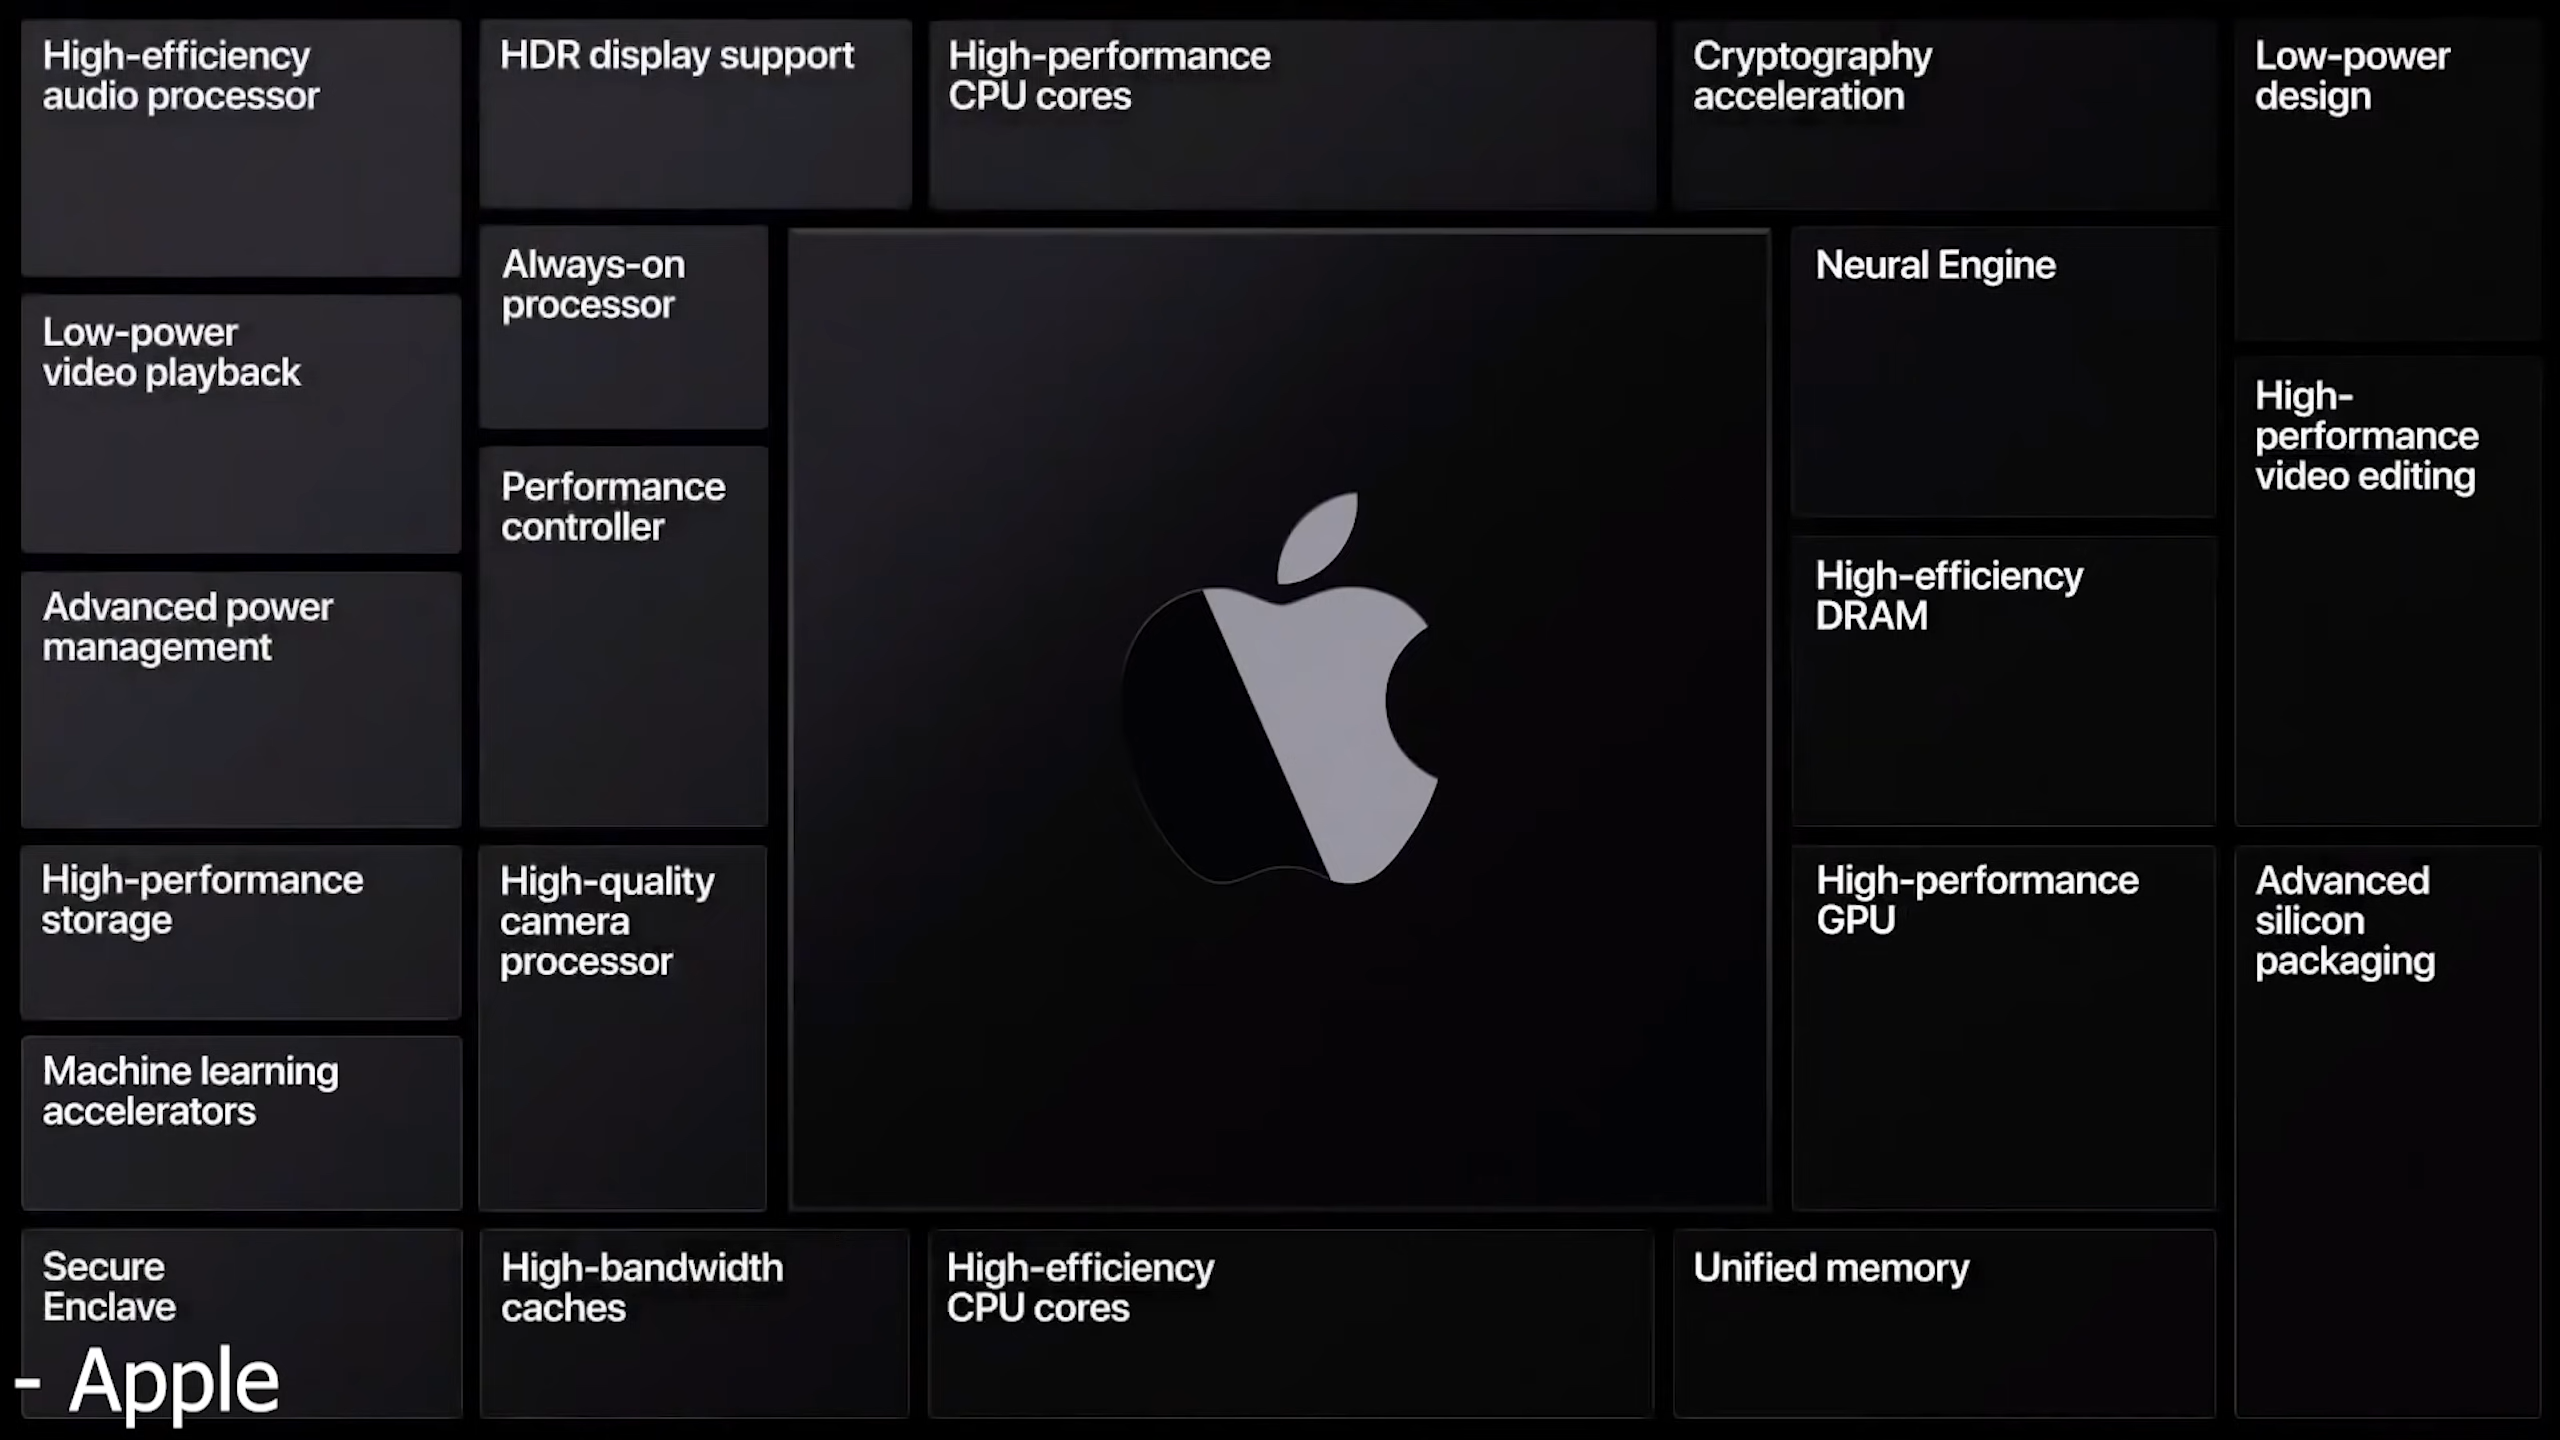 High-efficiency
audio processor
HDR display support
High-performance
CPU cores
Cryptography
acceleration
Low-power
design
Always-on
processor
Neural Engine
Low-power
video playback
High-
performance
video editing
Performance
controller
High-efficiency
DRAM
Advanced power
management
High-performance
storage
High-quality
camera
processor
High-performance
GPU
Advanced
silicon
packaging
Machine learning
accelerators
Secure
Enclave
High-bandwidth
caches
High-efficiency
CPU cores
Unified memory
- Apple